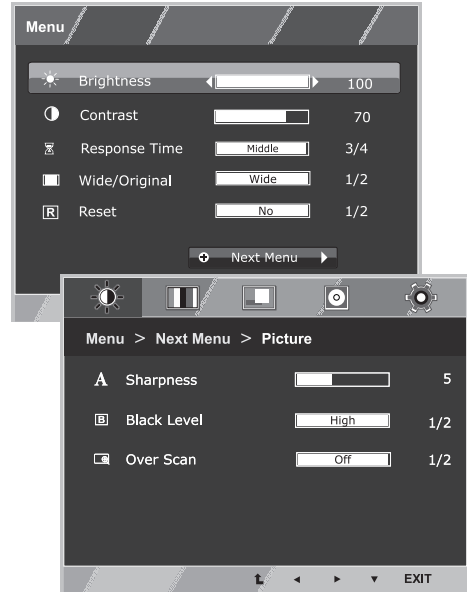 Menu
Brightness 100
Contrast 70
Response Time Middle 3/4
Wide/Original Wide 1/2
R Reset No 1/2
Next Menu
Menu > Next Menu > Picture
A Sharpness 5
B Black Level High 1/2
Over Scan Off 1/2
EXIT